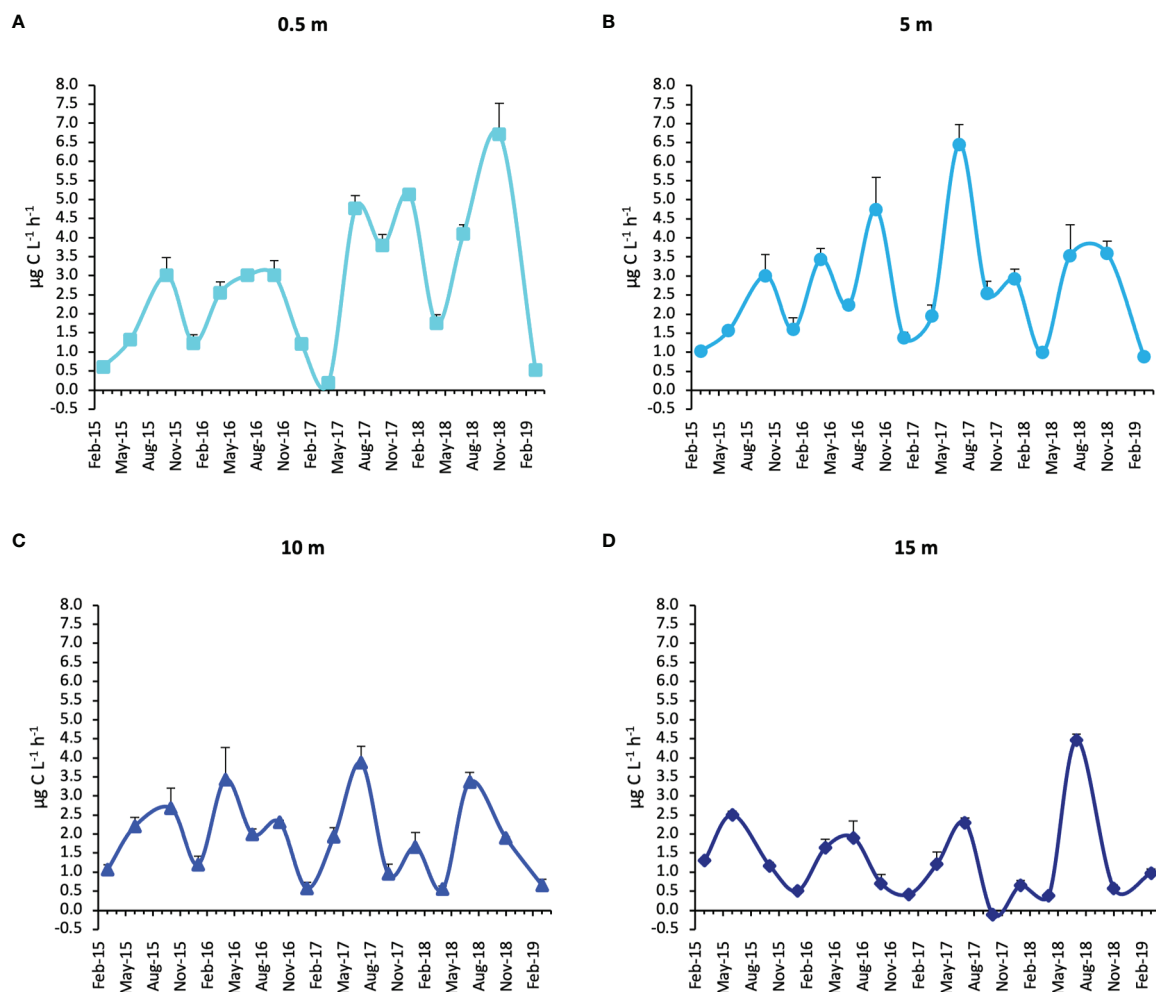 A
0.5 m
8.0
7.5
7.0
6.5
6.0
5.5
5.0
4.5
4.0
3.5
3.0
2.5
2.0
1.5
1.0
0.5
0.0
-0.5
µg C L⁻¹ h⁻¹
Feb-15
May-15
Aug-15
Nov-15
Feb-16
May-16
Aug-16
Nov-16
Feb-17
May-17
Aug-17
Nov-17
Feb-18
May-18
Aug-18
Nov-18
Feb-19
B
5 m
8.0
7.5
7.0
6.5
6.0
5.5
5.0
4.5
4.0
3.5
3.0
2.5
2.0
1.5
1.0
0.5
0.0
-0.5
µg C L⁻¹ h⁻¹
Feb-15
May-15
Aug-15
Nov-15
Feb-16
May-16
Aug-16
Nov-16
Feb-17
May-17
Aug-17
Nov-17
Feb-18
May-18
Aug-18
Nov-18
Feb-19
C
10 m
8.0
7.5
7.0
6.5
6.0
5.5
5.0
4.5
4.0
3.5
3.0
2.5
2.0
1.5
1.0
0.5
0.0
-0.5
µg C L⁻¹ h⁻¹
Feb-15
May-15
Aug-15
Nov-15
Feb-16
May-16
Aug-16
Nov-16
Feb-17
May-17
Aug-17
Nov-17
Feb-18
May-18
Aug-18
Nov-18
Feb-19
D
15 m
8.0
7.5
7.0
6.5
6.0
5.5
5.0
4.5
4.0
3.5
3.0
2.5
2.0
1.5
1.0
0.5
0.0
-0.5
µg C L⁻¹ h⁻¹
Feb-15
May-15
Aug-15
Nov-15
Feb-16
May-16
Aug-16
Nov-16
Feb-17
May-17
Aug-17
Nov-17
Feb-18
May-18
Aug-18
Nov-18
Feb-19